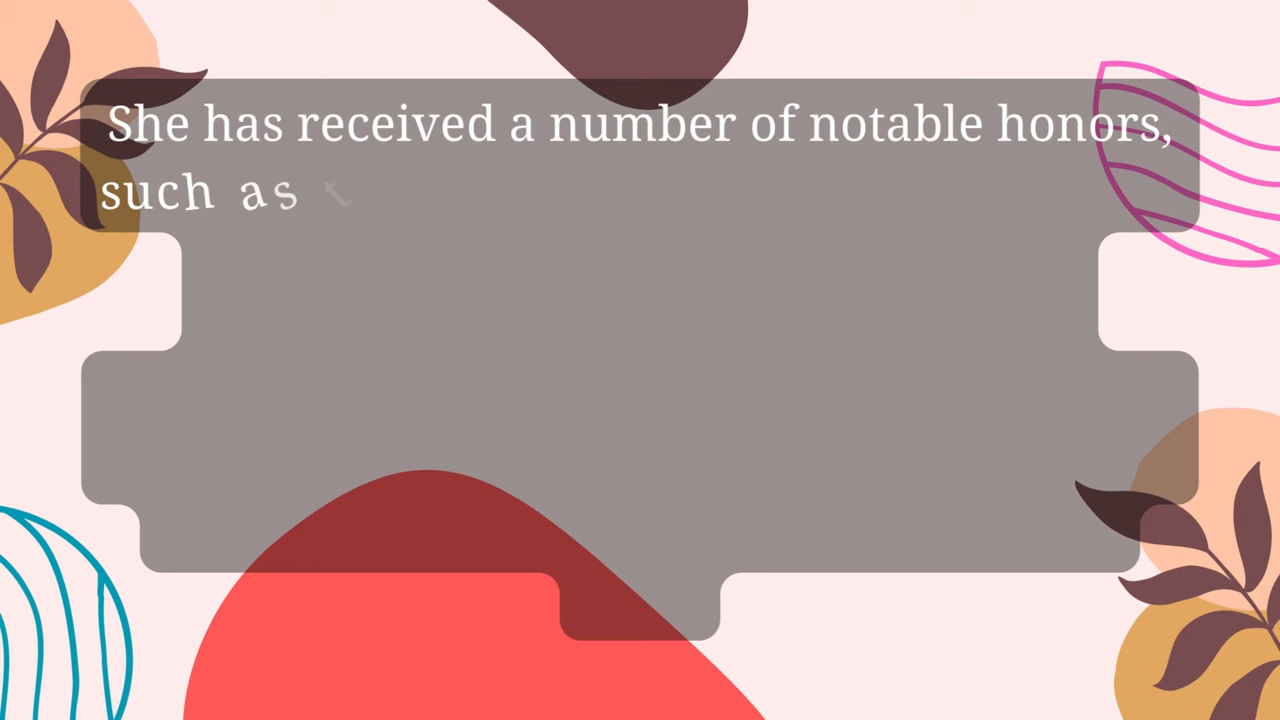 She has received a number of notable honors,
such as t